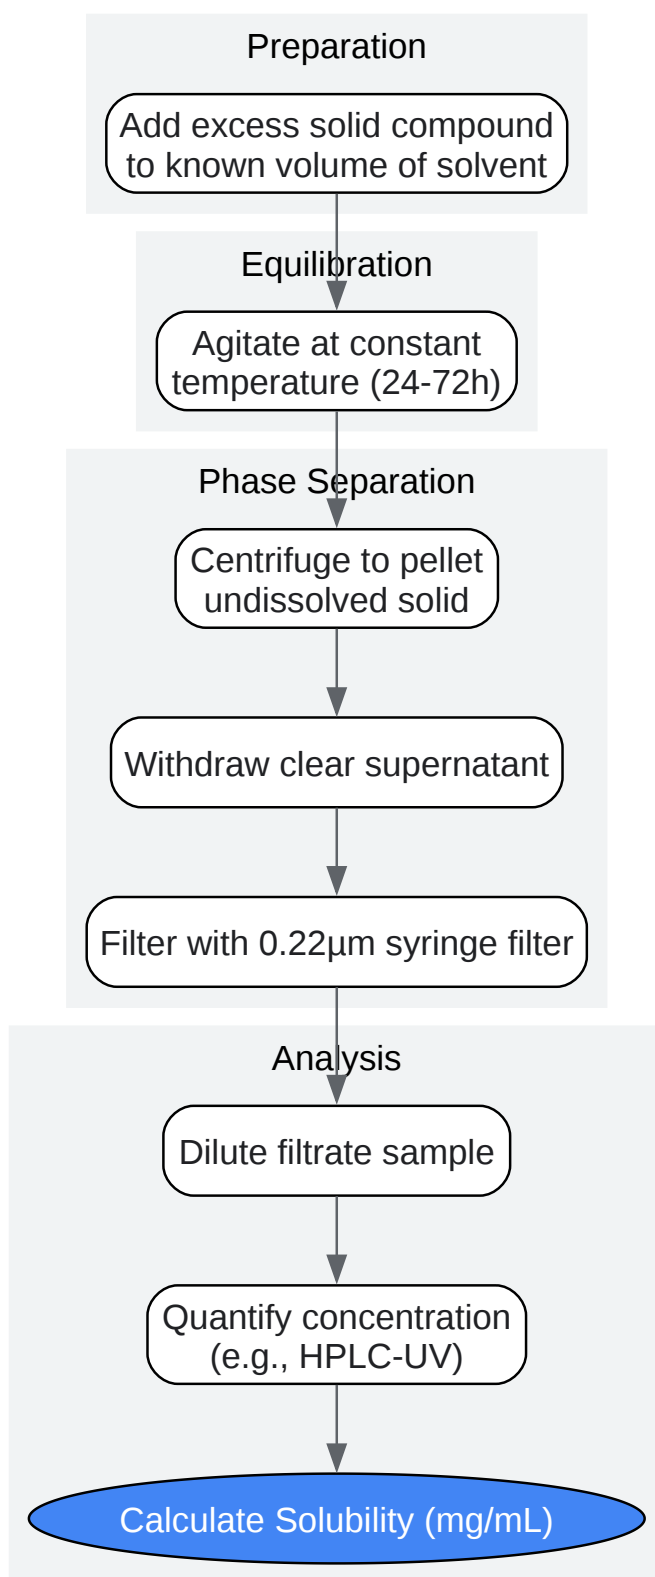 Preparation
Add excess solid compound
to known volume of solvent
Equilibration
Agitate at constant
temperature (24-72h)
Phase Separation
Centrifuge to pellet
undissolved solid
Withdraw clear supernatant
Filter with 0.22µm syringe filter
Analysis
Dilute filtrate sample
Quantify concentration
(e.g., HPLC-UV)
Calculate Solubility (mg/mL)